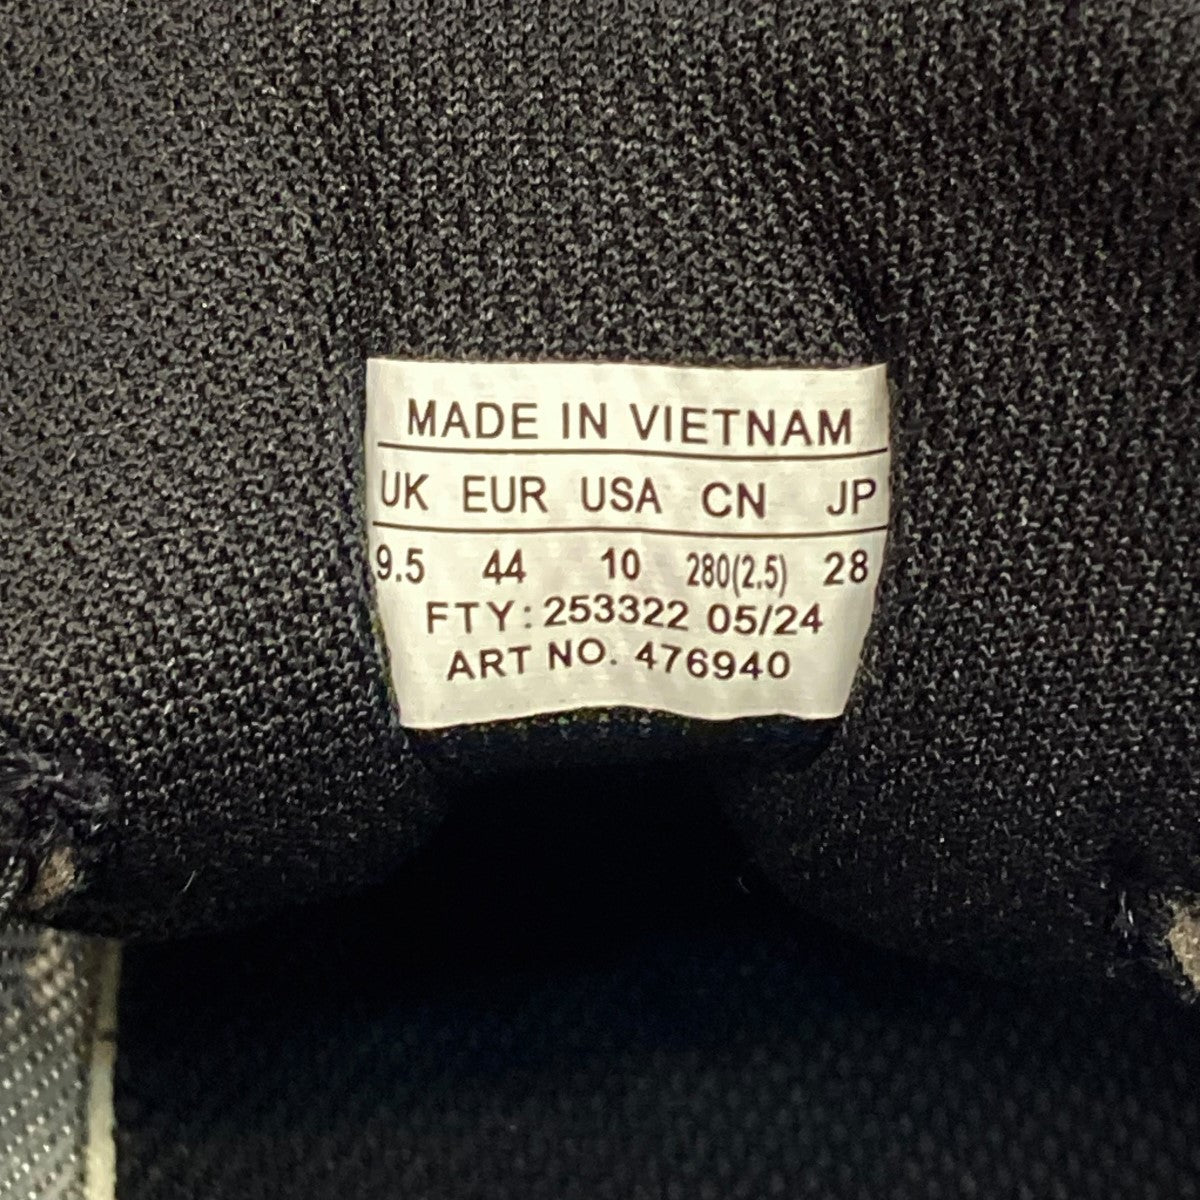 MADE IN VIETNAM
UK EUR USA CN JP
9.5 44 10 280(2.5) 28
FTY: 253322 05/24
ART NO. 476940